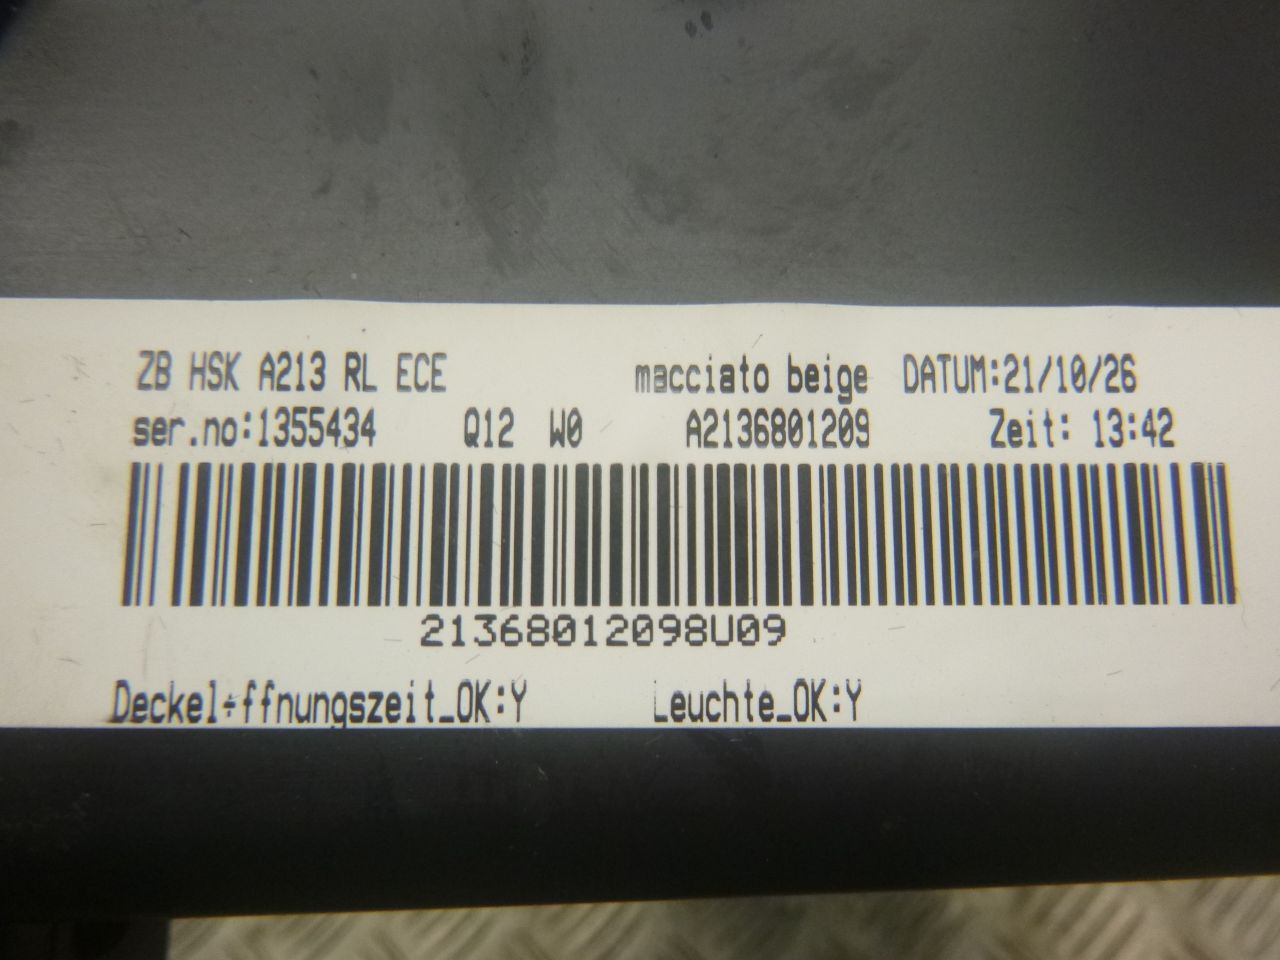 ZB HSK A213 RL ECE macciato beige DATUM:21/10/26
ser.no:1355434 Q12 W0 A2136801209 Zeit: 13:42
21368012098U09
Deckel÷ffnungszeit_OK:Y Leuchte_OK:Y